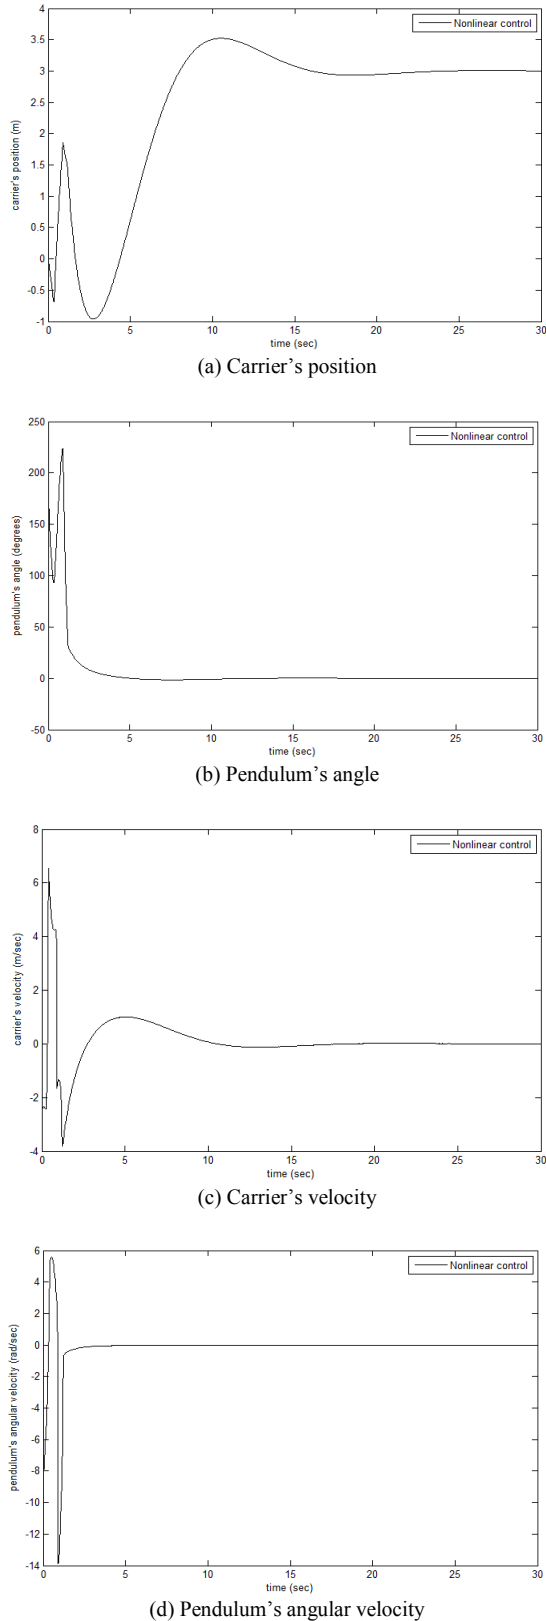 4
3.5
3
2.5
2
1.5
1
0.5
0
-0.5
-1
carrier's position (m)
Nonlinear control
0 5 10 15 20 25 30
time (sec)
(a) Carrier's position
250
200
150
100
50
0
-50
pendulum's angle (degrees)
Nonlinear control
0 5 10 15 20 25 30
time (sec)
(b) Pendulum's angle
8
6
4
2
0
-2
-4
carrier's velocity (m/sec)
Nonlinear control
0 5 10 15 20 25 30
time (sec)
(c) Carrier's velocity
6
4
2
0
-2
-4
-6
-8
-10
-12
-14
pendulum's angular velocity (rad/sec)
Nonlinear control
0 5 10 15 20 25 30
time (sec)
(d) Pendulum's angular velocity